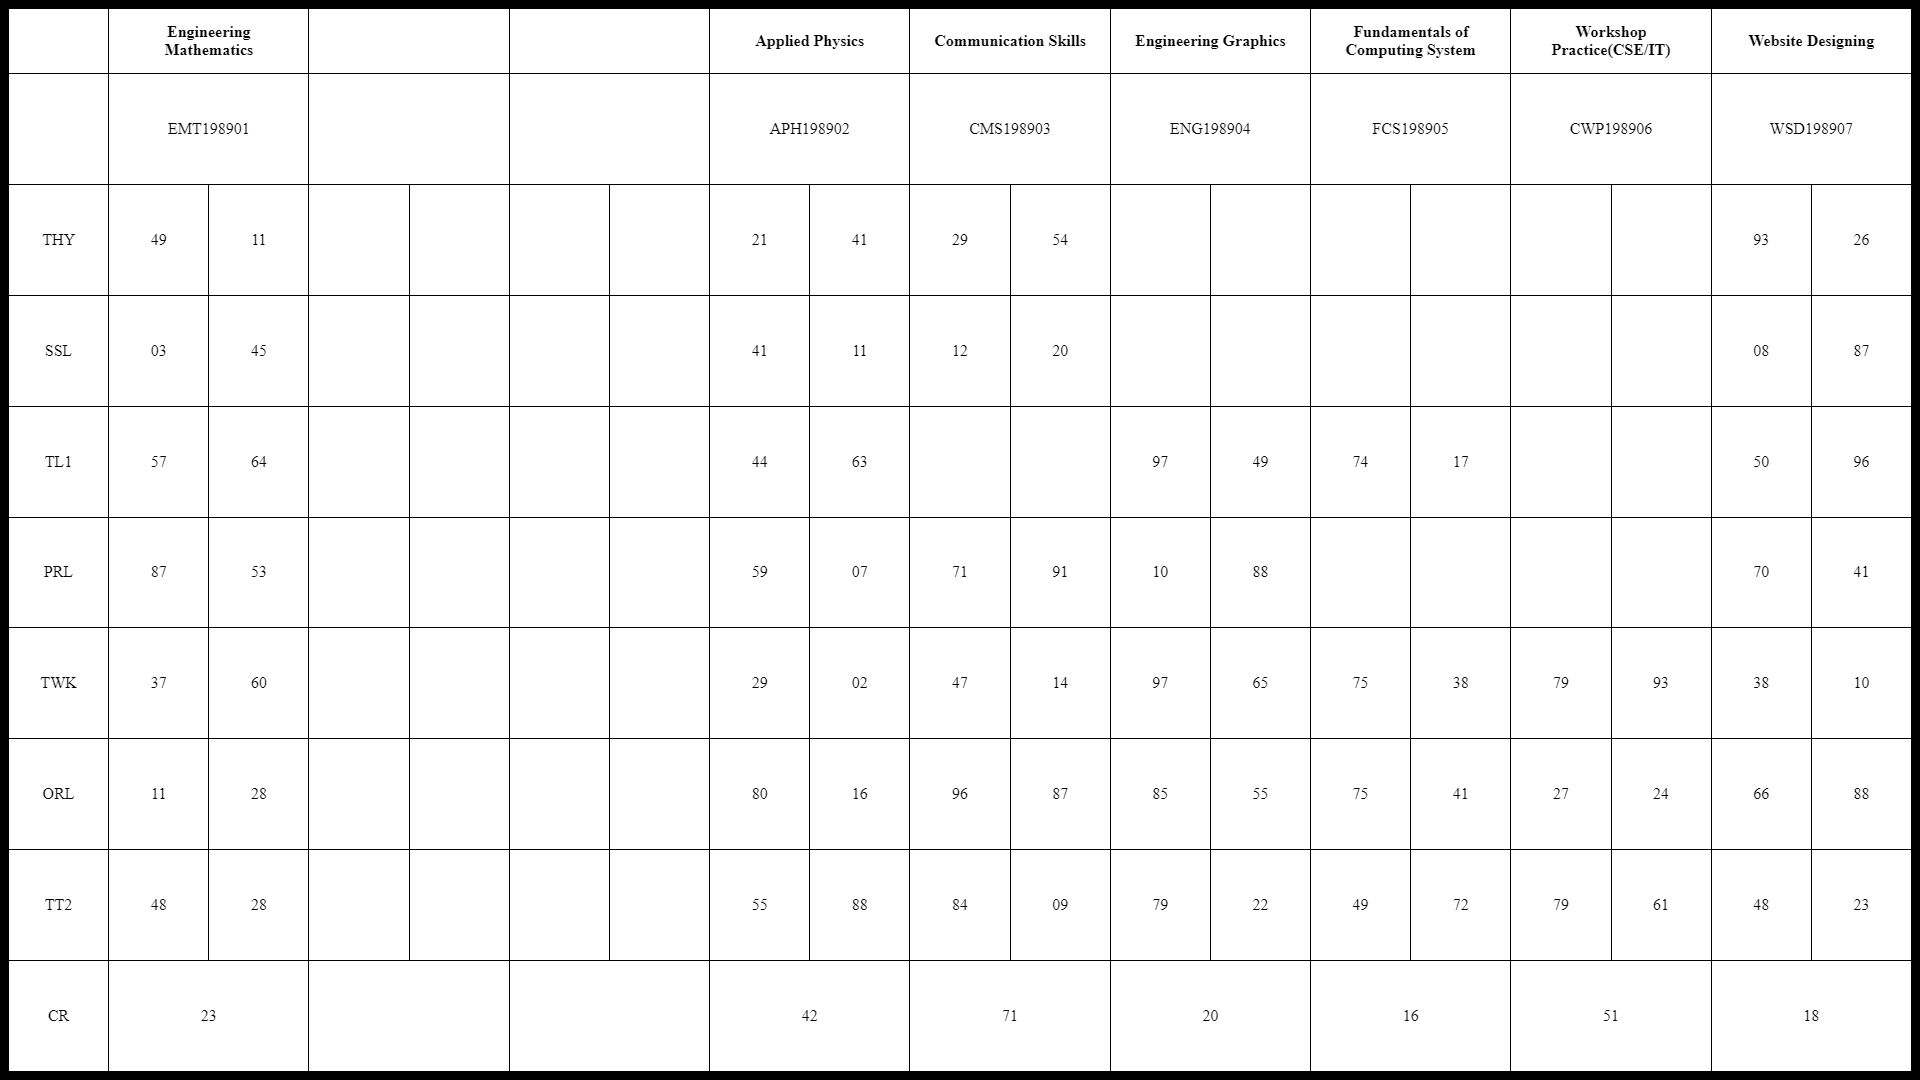 Engineering Mathematics Applied Physics Communication Skills Engineering Graphics Fundamentals of Computing System Workshop Practice(CSE/IT) Website Designing
EMT198901 APH198902 CMS198903 ENG198904 FCS198905 CWP198906 WSD198907
THY 49 11 21 41 29 54 93 26
SSL 03 45 41 11 12 20 08 87
TL1 57 64 44 63 97 49 74 17 50 96
PRL 87 53 59 07 71 91 10 88 70 41
TWK 37 60 29 02 47 14 97 65 75 38 79 93 38 10
ORL 11 28 80 16 96 87 85 55 75 41 27 24 66 88
TT2 48 28 55 88 84 09 79 22 49 72 79 61 48 23
CR 23 42 71 20 16 51 18